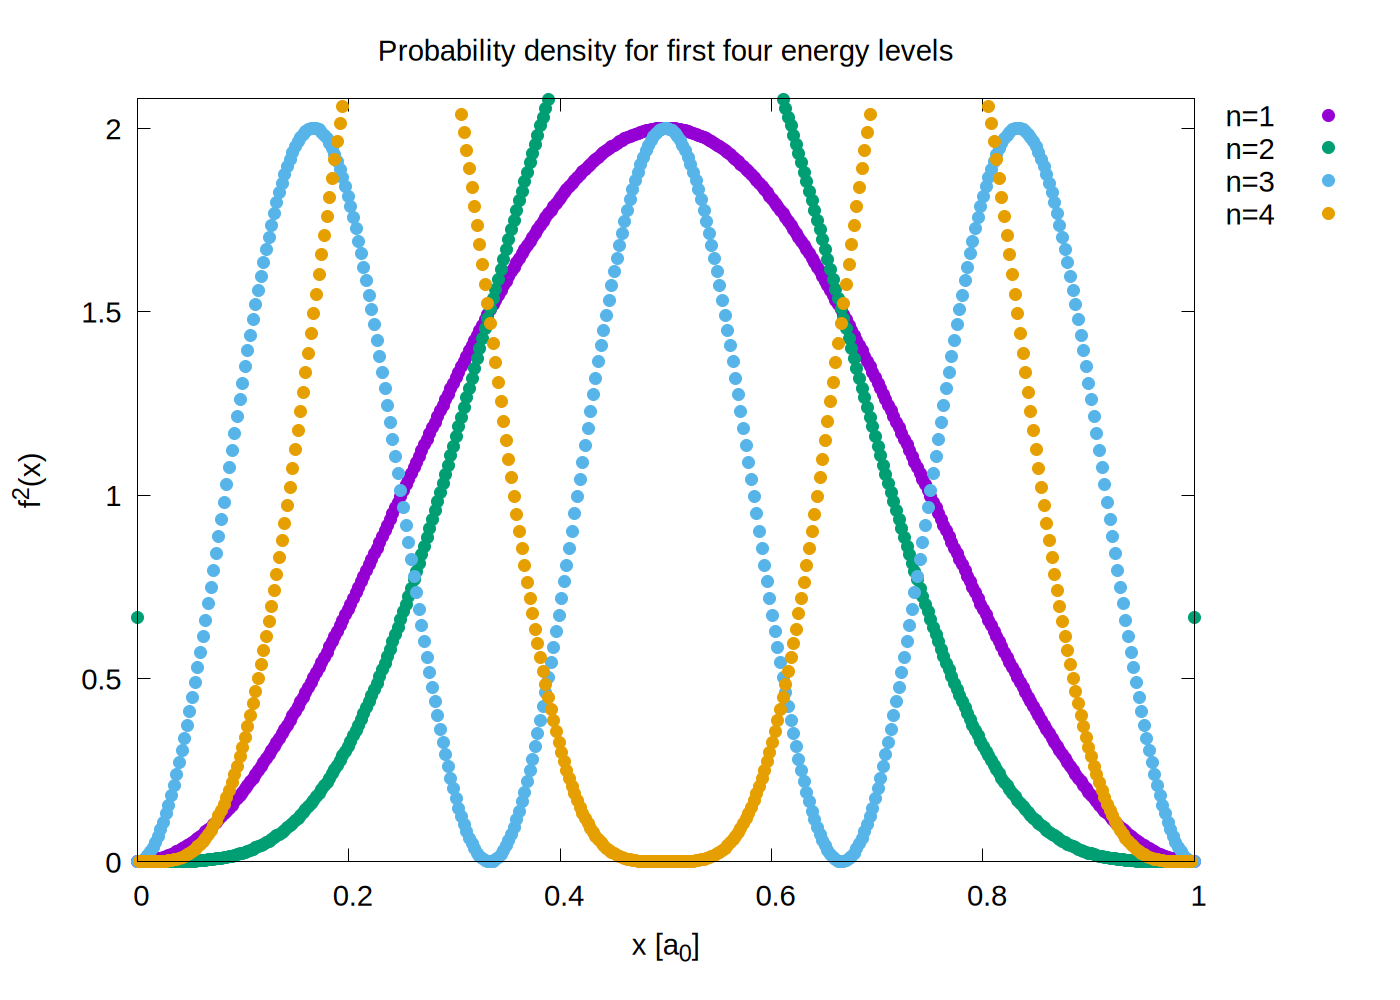 Probability density for first four energy levels
n=1
n=2
n=3
n=4
2
1.5
1
0.5
0
f²(x)
0 0.2 0.4 0.6 0.8 1
x [a₀]